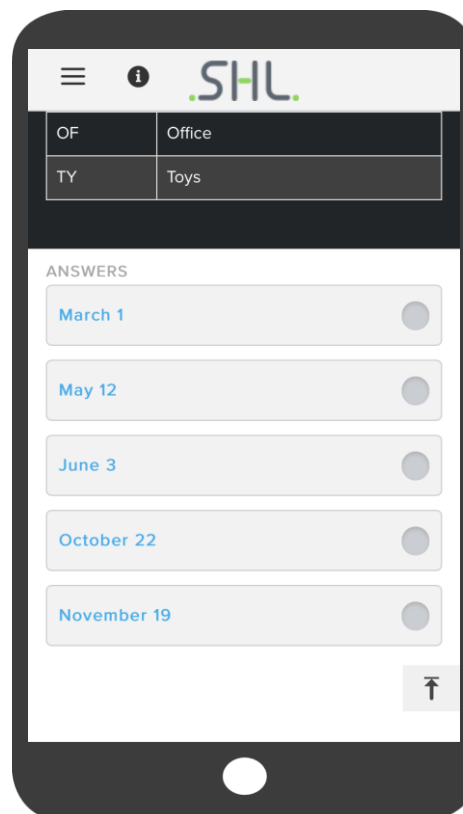 .SHL.
OF Office
TY Toys
ANSWERS
March 1
May 12
June 3
October 22
November 19